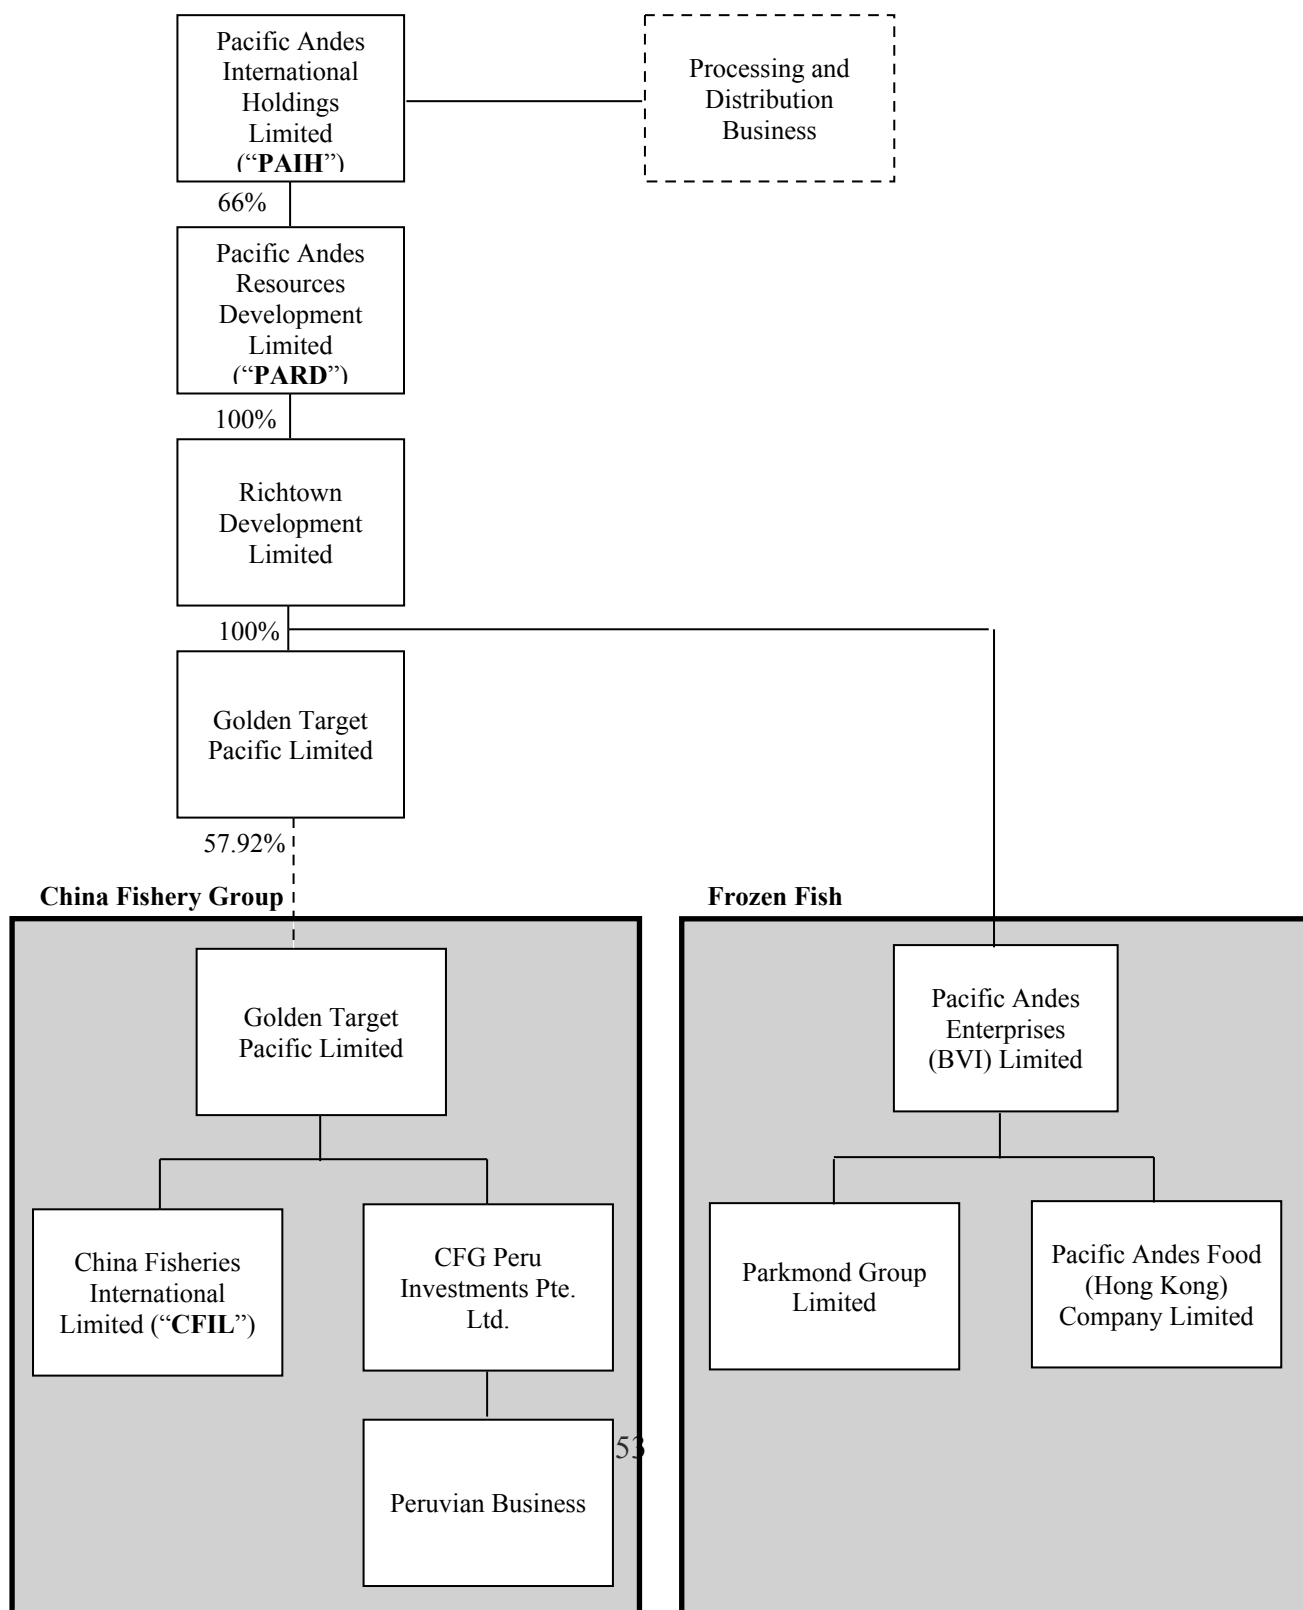 Pacific Andes
International
Holdings
Limited
(“PAIH”)
Processing and
Distribution
Business
66%
Pacific Andes
Resources
Development
Limited
(“PARD”)
100%
Richtown
Development
Limited
100%
Golden Target
Pacific Limited
57.92%
China Fishery Group
Frozen Fish
Golden Target
Pacific Limited
Pacific Andes
Enterprises
(BVI) Limited
China Fisheries
International
Limited (“CFIL”)
CFG Peru
Investments Pte.
Ltd.
Parkmond Group
Limited
Pacific Andes Food
(Hong Kong)
Company Limited
Peruvian Business
53